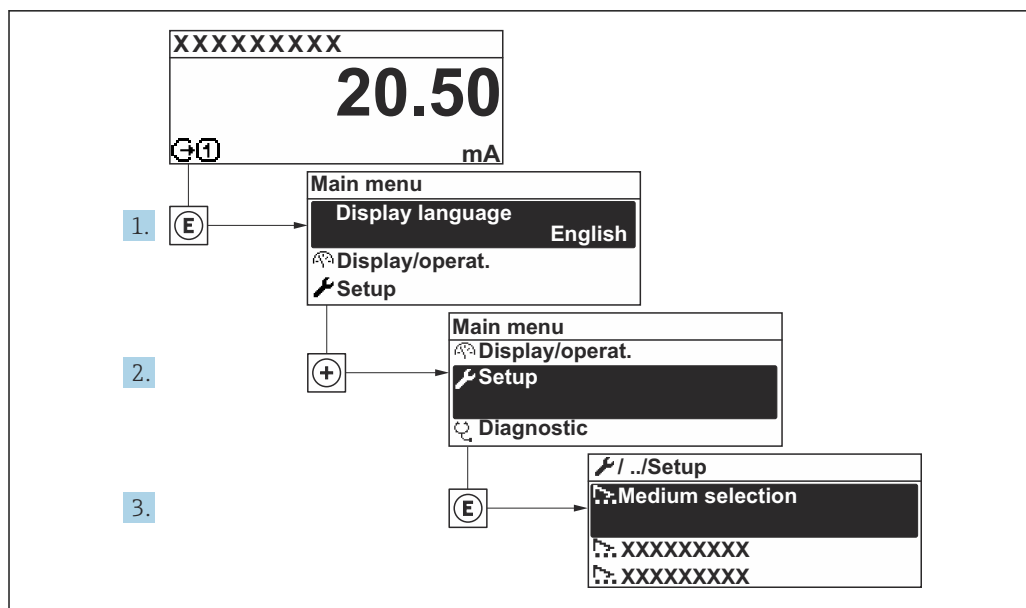 XXXXXXXXX
20.50
1 mA
Main menu
1. E Display language
English
Display/operat.
Setup
Main menu
Display/operat.
2. + Setup
Diagnostic
/ ../Setup
3. E Medium selection
XXXXXXXXX
XXXXXXXXX